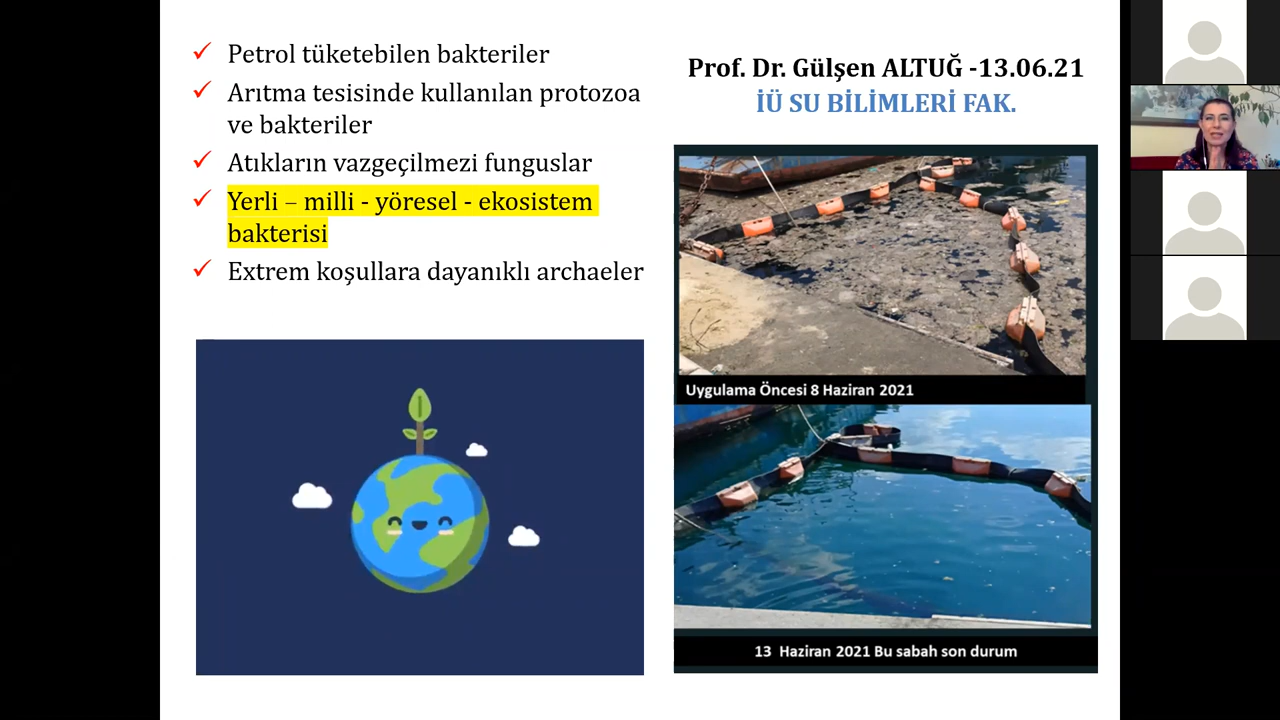 Petrol tüketebilen bakteriler
Arıtma tesisinde kullanılan protozoa
ve bakteriler
Atıkların vazgeçilmezi funguslar
Yerli – milli - yöresel - ekosistem
bakterisi
Extrem koşullara dayanıklı archaeler
Prof. Dr. Gülşen ALTUĞ -13.06.21
İÜ SU BİLİMLERİ FAK.
Uygulama Öncesi 8 Haziran 2021
13 Haziran 2021 Bu sabah son durum